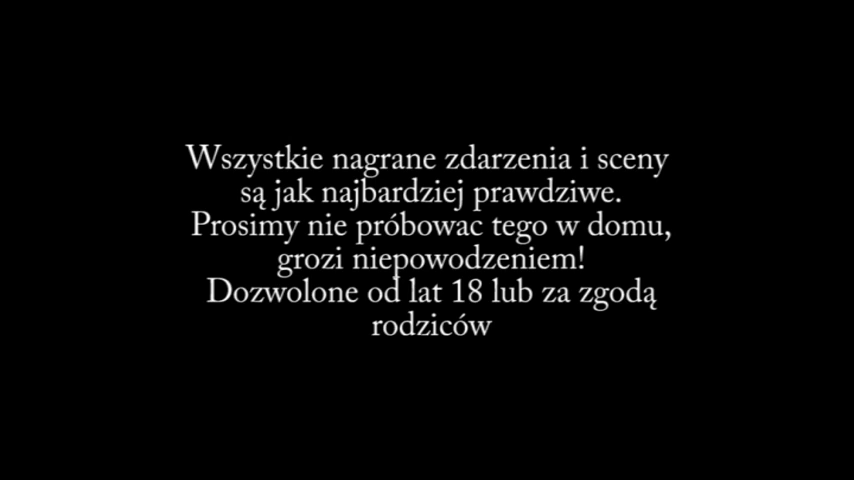 Wszystkie nagrane zdarzenia i sceny
są jak najbardziej prawdziwe.
Prosimy nie próbowac tego w domu,
grozi niepowodzeniem!
Dozwolone od lat 18 lub za zgodą
rodziców